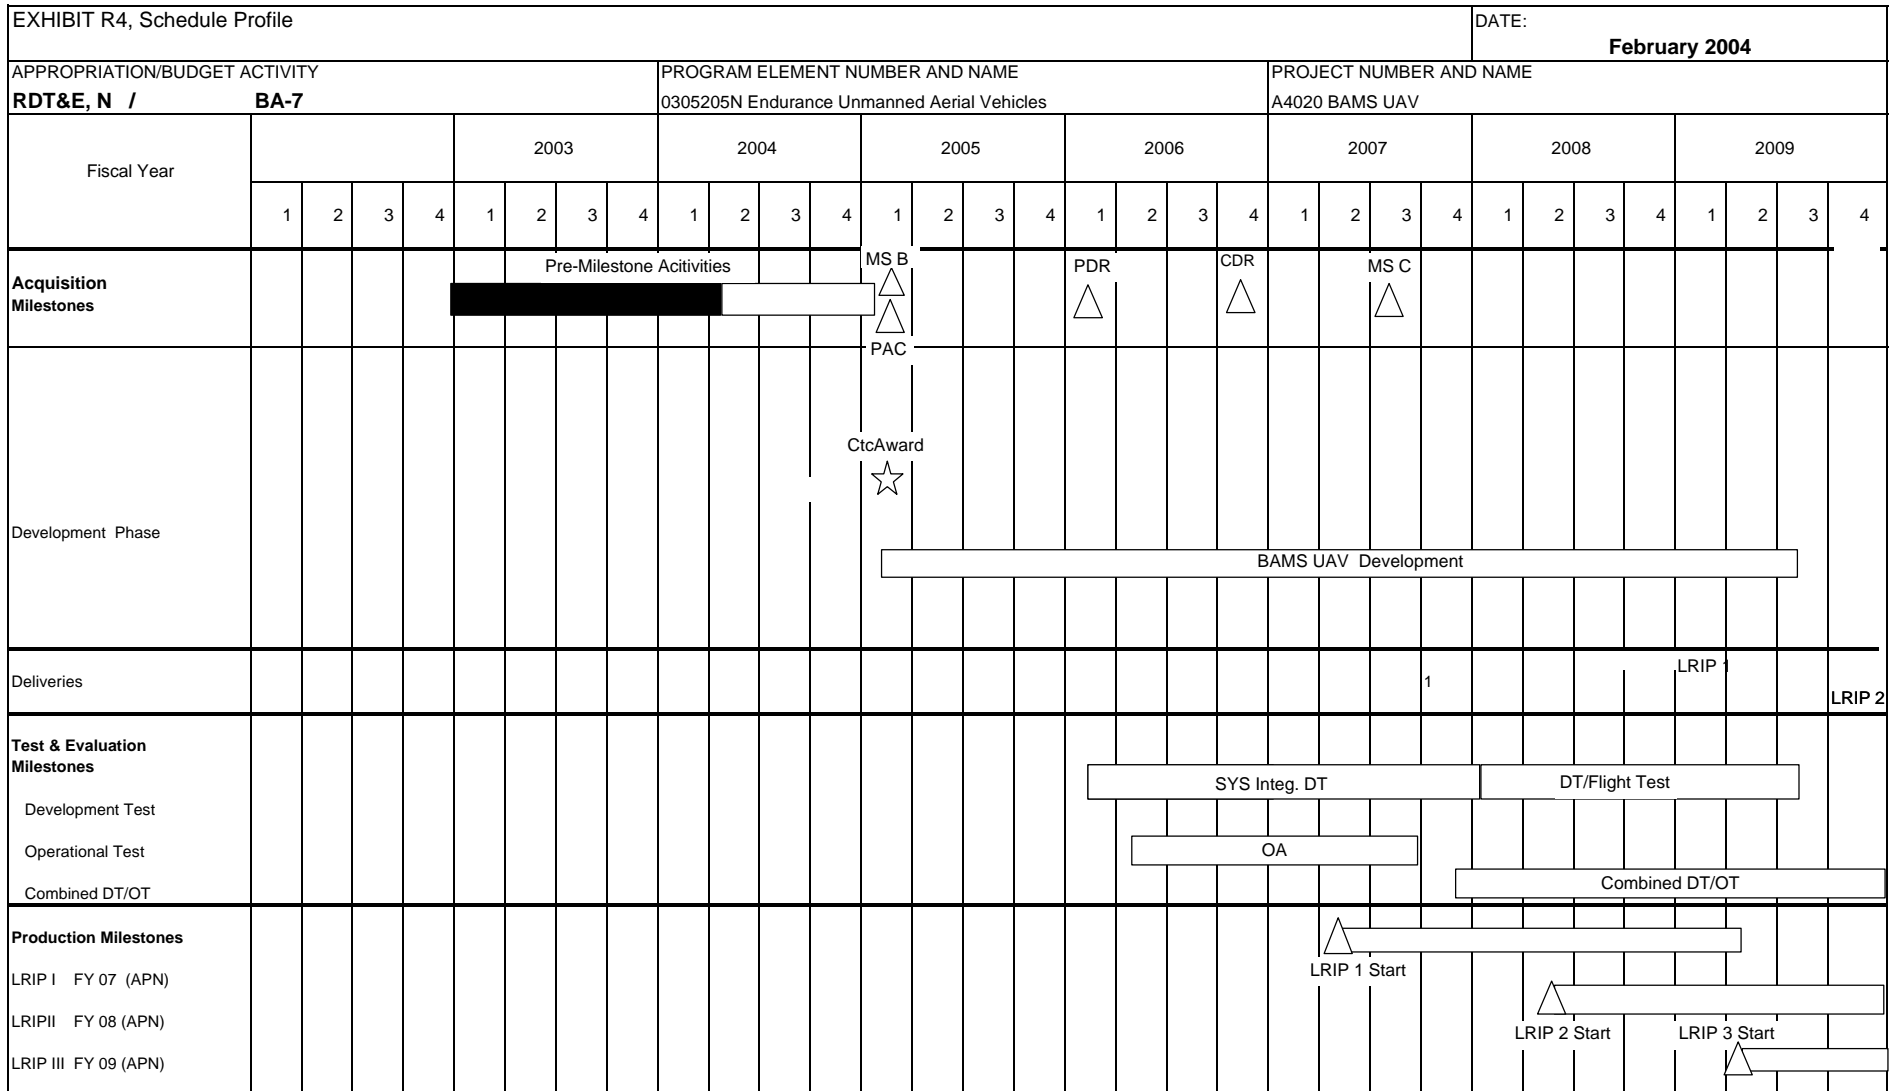 EXHIBIT R4, Schedule Profile
DATE:
February 2004
APPROPRIATION/BUDGET ACTIVITY
PROGRAM ELEMENT NUMBER AND NAME
PROJECT NUMBER AND NAME
RDT&E, N / BA-7
0305205N Endurance Unmanned Aerial Vehicles
A4020 BAMS UAV
Fiscal Year
2003 2004 2005 2006 2007 2008 2009
1 2 3 4 1 2 3 4 1 2 3 4 1 2 3 4 1 2 3 4 1 2 3 4 1 2 3 4 1 2 3 4
Acquisition
Milestones
Pre-Milestone Acitivities
MS B
PAC
PDR
CDR
MS C
CtcAward
Development Phase
BAMS UAV Development
Deliveries
1
LRIP 1
LRIP 2
Test & Evaluation
Milestones
SYS Integ. DT
DT/Flight Test
Development Test
Operational Test
OA
Combined DT/OT
Combined DT/OT
Production Milestones
LRIP 1 Start
LRIP I FY 07 (APN)
LRIPII FY 08 (APN)
LRIP 2 Start
LRIP 3 Start
LRIP III FY 09 (APN)